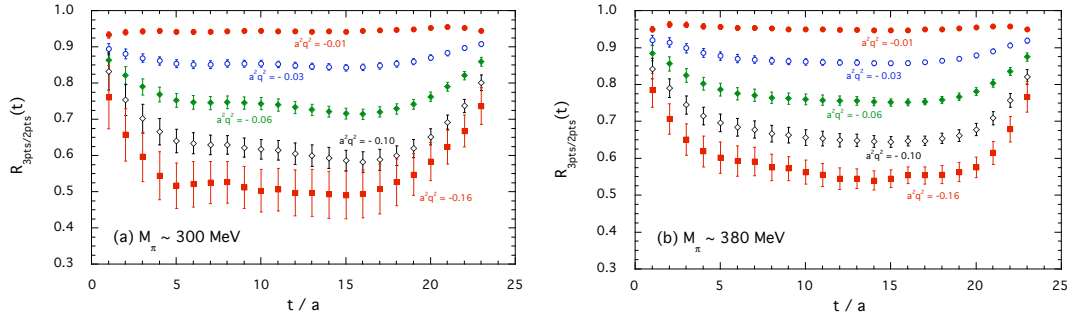 1.0
0.9
0.8
0.7
0.6
0.5
0.4
0.3
R_3pts/2pts(t)
a²q² = -0.01
a²q² = - 0.03
a²q² = - 0.06
a²q² = - 0.10
a²q² = -0.16
(a) M_π ~ 300 MeV
0 5 10 15 20 25
t / a
1.0
0.9
0.8
0.7
0.6
0.5
0.4
0.3
R_3pts/2pts(t)
a²q² = -0.01
a²q² = - 0.03
a²q² = - 0.06
a²q² = - 0.10
a²q² = -0.16
(b) M_π ~ 380 MeV
0 5 10 15 20 25
t / a